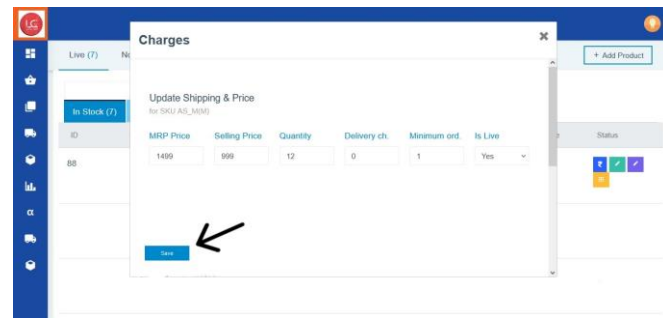 LG
Charges
Live (7)
+ Add Product
Update Shipping & Price
for SKU AS_M(M)
In Stock (7)
ID
MRP Price Selling Price Quantity Delivery ch. Minimum ord. Is Live
Status
1499 999 12 0 1 Yes
88
₹
α
Save